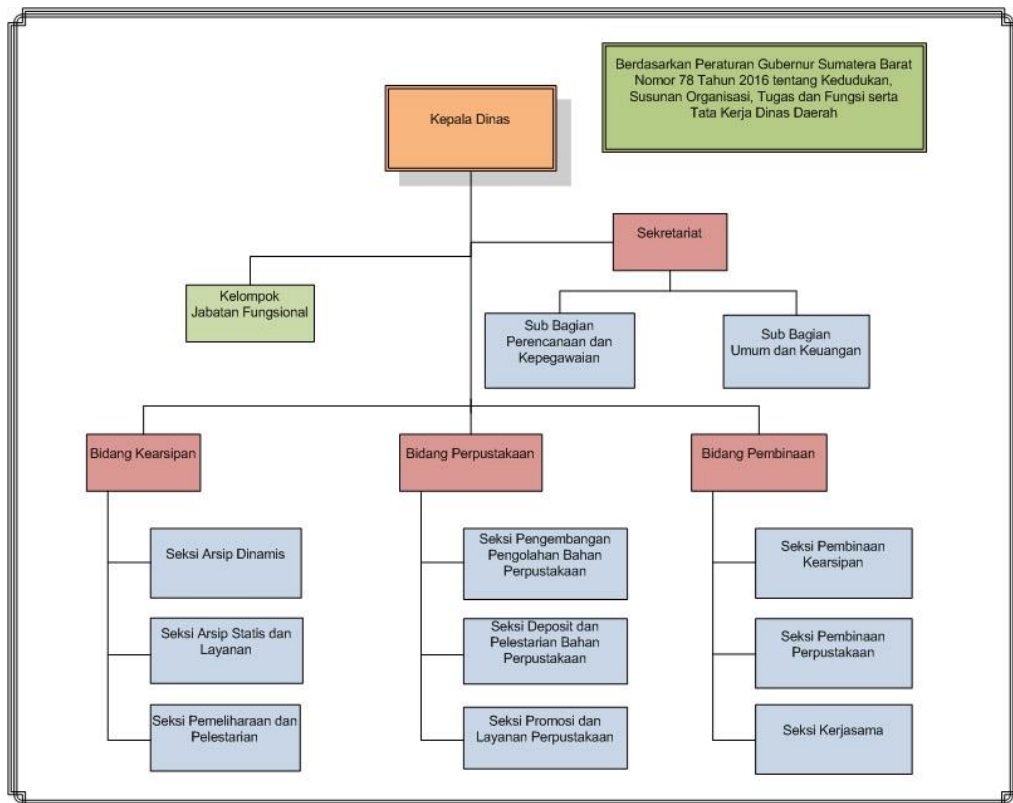 Berdasarkan Peraturan Gubernur Sumatera Barat
Nomor 78 Tahun 2016 tentang Kedudukan,
Susunan Organisasi, Tugas dan Fungsi serta
Tata Kerja Dinas Daerah
Kepala Dinas
Sekretariat
Kelompok
Jabatan Fungsional
Sub Bagian
Perencanaan dan
Kepegawaian
Sub Bagian
Umum dan Keuangan
Bidang Kearsipan
Bidang Perpustakaan
Bidang Pembinaan
Seksi Arsip Dinamis
Seksi Pengembangan
Pengolahan Bahan
Perpustakaan
Seksi Pembinaan
Kearsipan
Seksi Arsip Statis dan
Layanan
Seksi Deposit dan
Pelestarian Bahan
Perpustakaan
Seksi Pembinaan
Perpustakaan
Seksi Pemeliharaan dan
Pelestarian
Seksi Promosi dan
Layanan Perpustakaan
Seksi Kerjasama